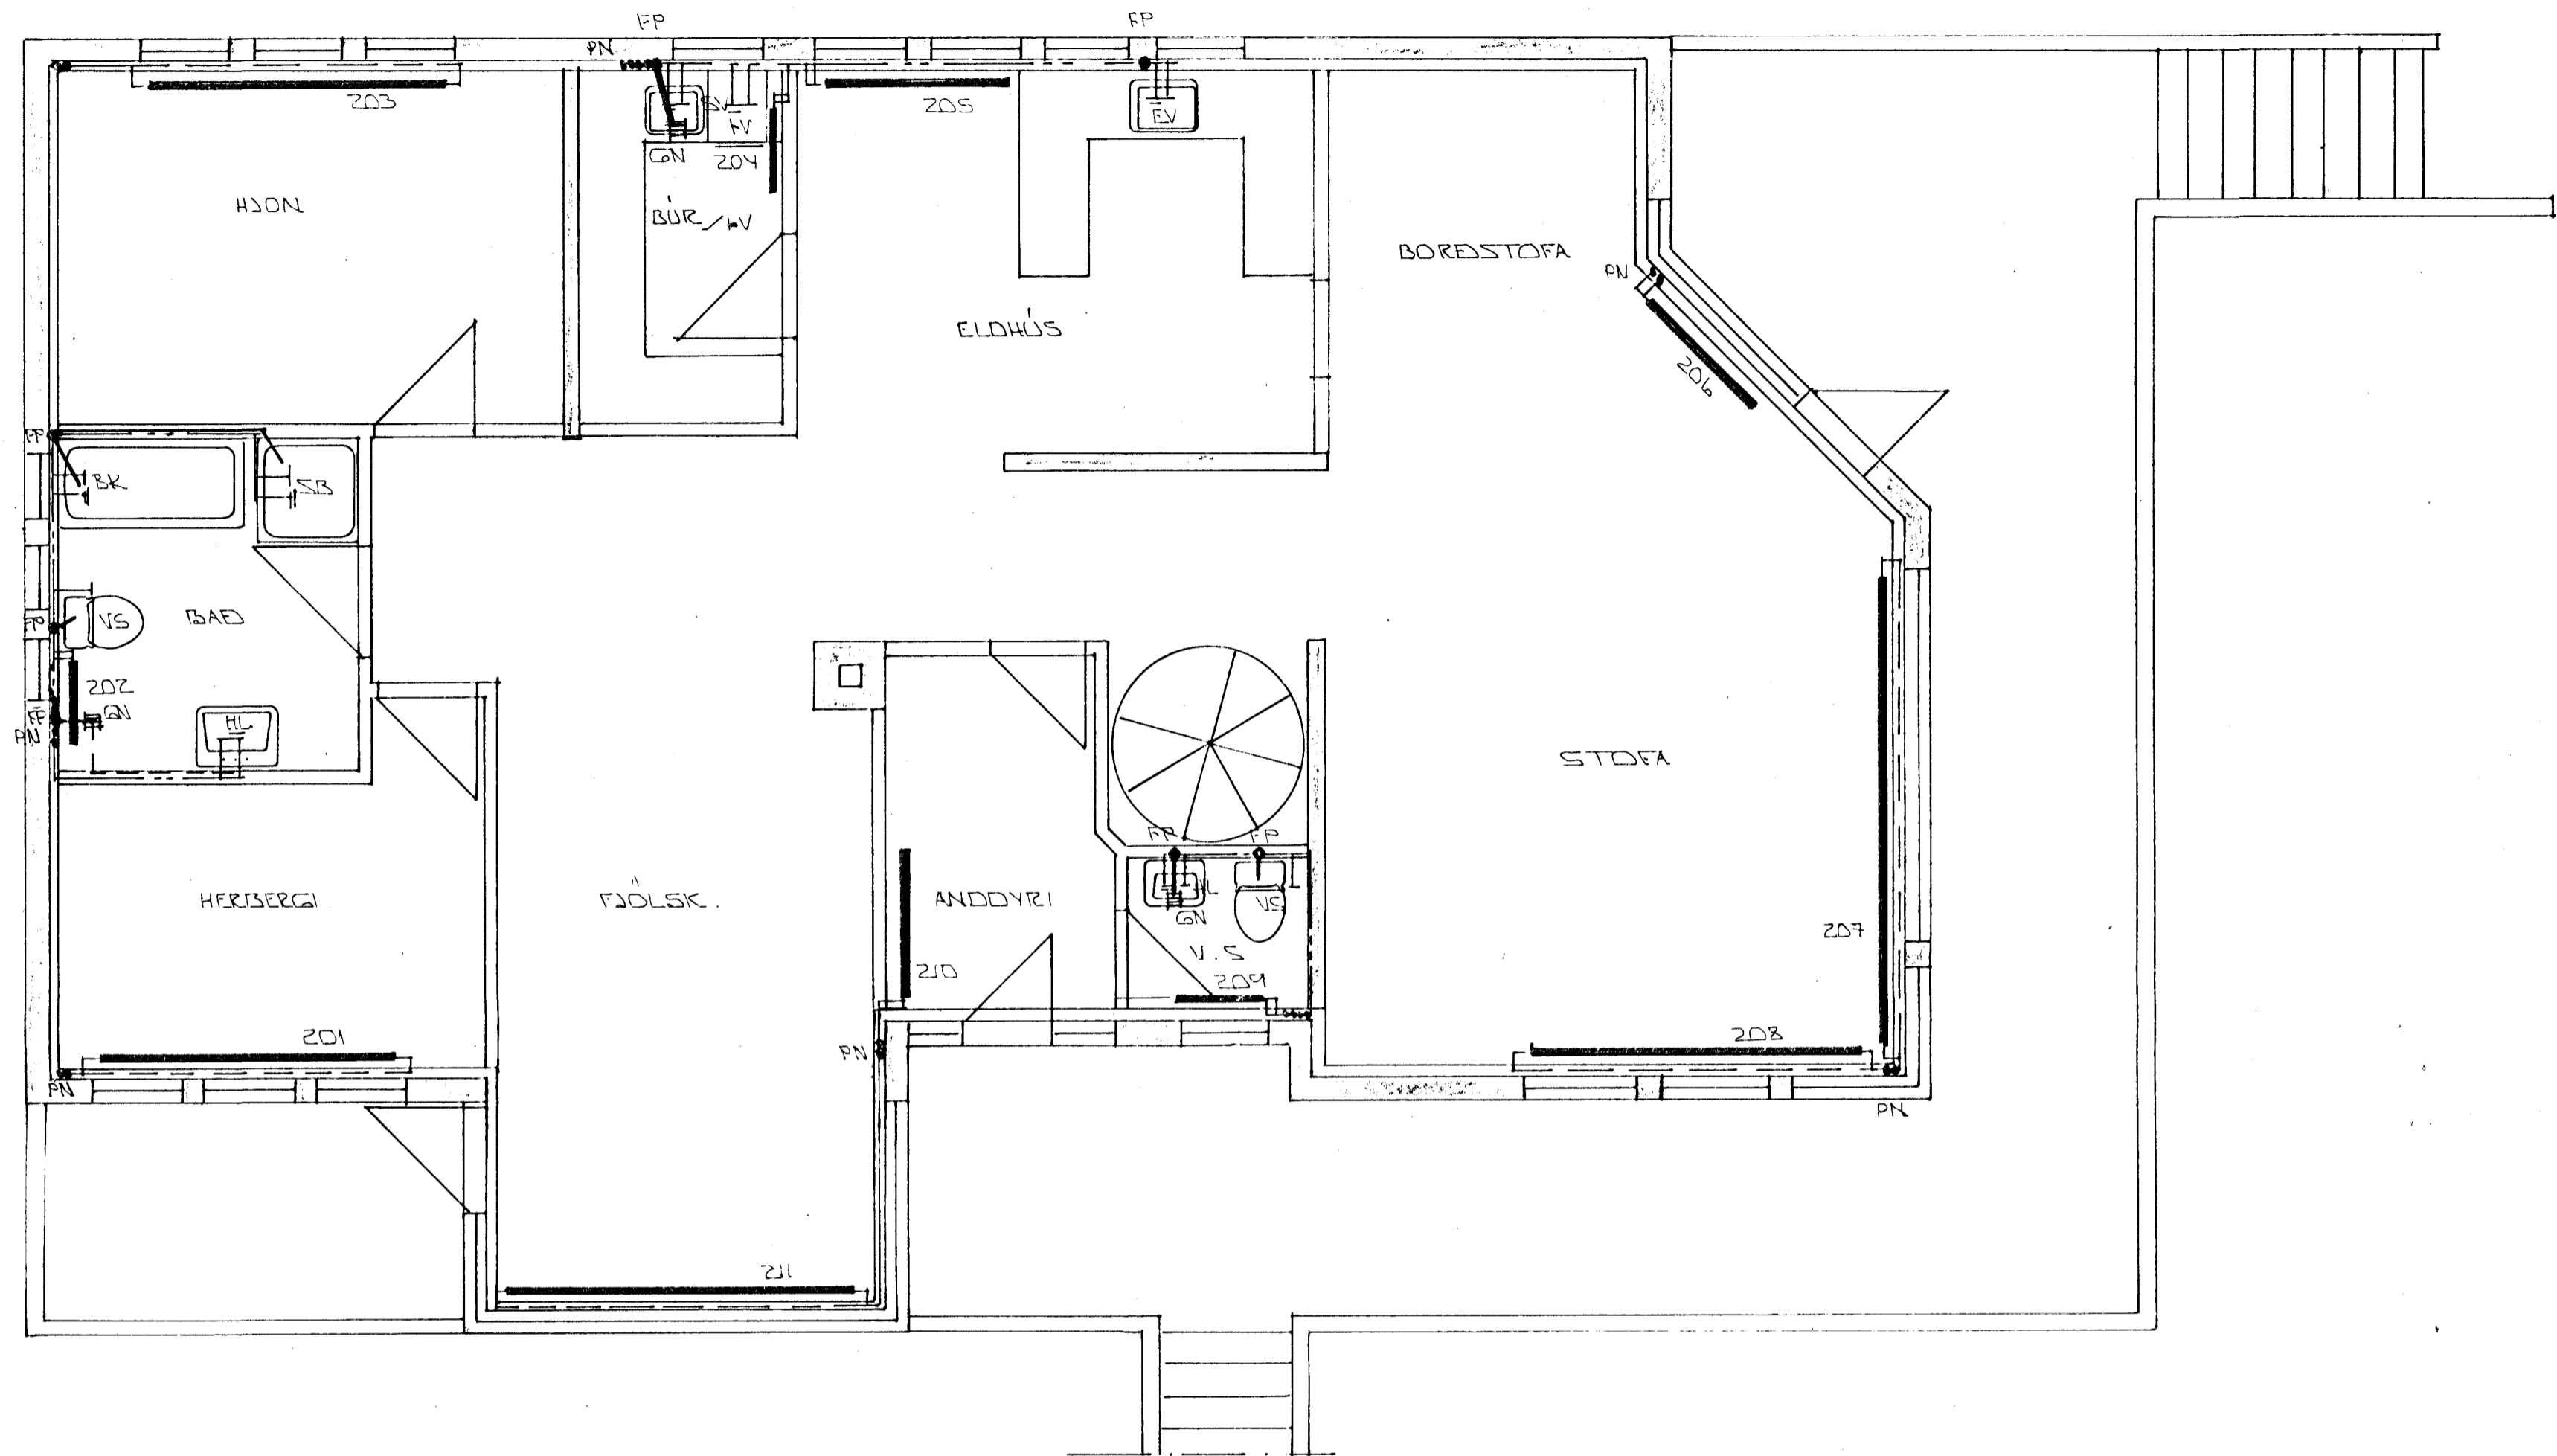 FP
FP
PN
203
205
SV
ÞV
EV
GN
204
HJON
BÚR/ÞV
BORÐSTOFA
PN
ELDHÚS
206
FP
BK
SB
FP
VS
BAÐ
202
GN
HL
FP
PN
STOFA
FP
FP
HERBERGI
FJÖLSK.
ANDDYRI
HL
VS
GN
207
V.S
210
209
201
208
PN
PN
PN
211